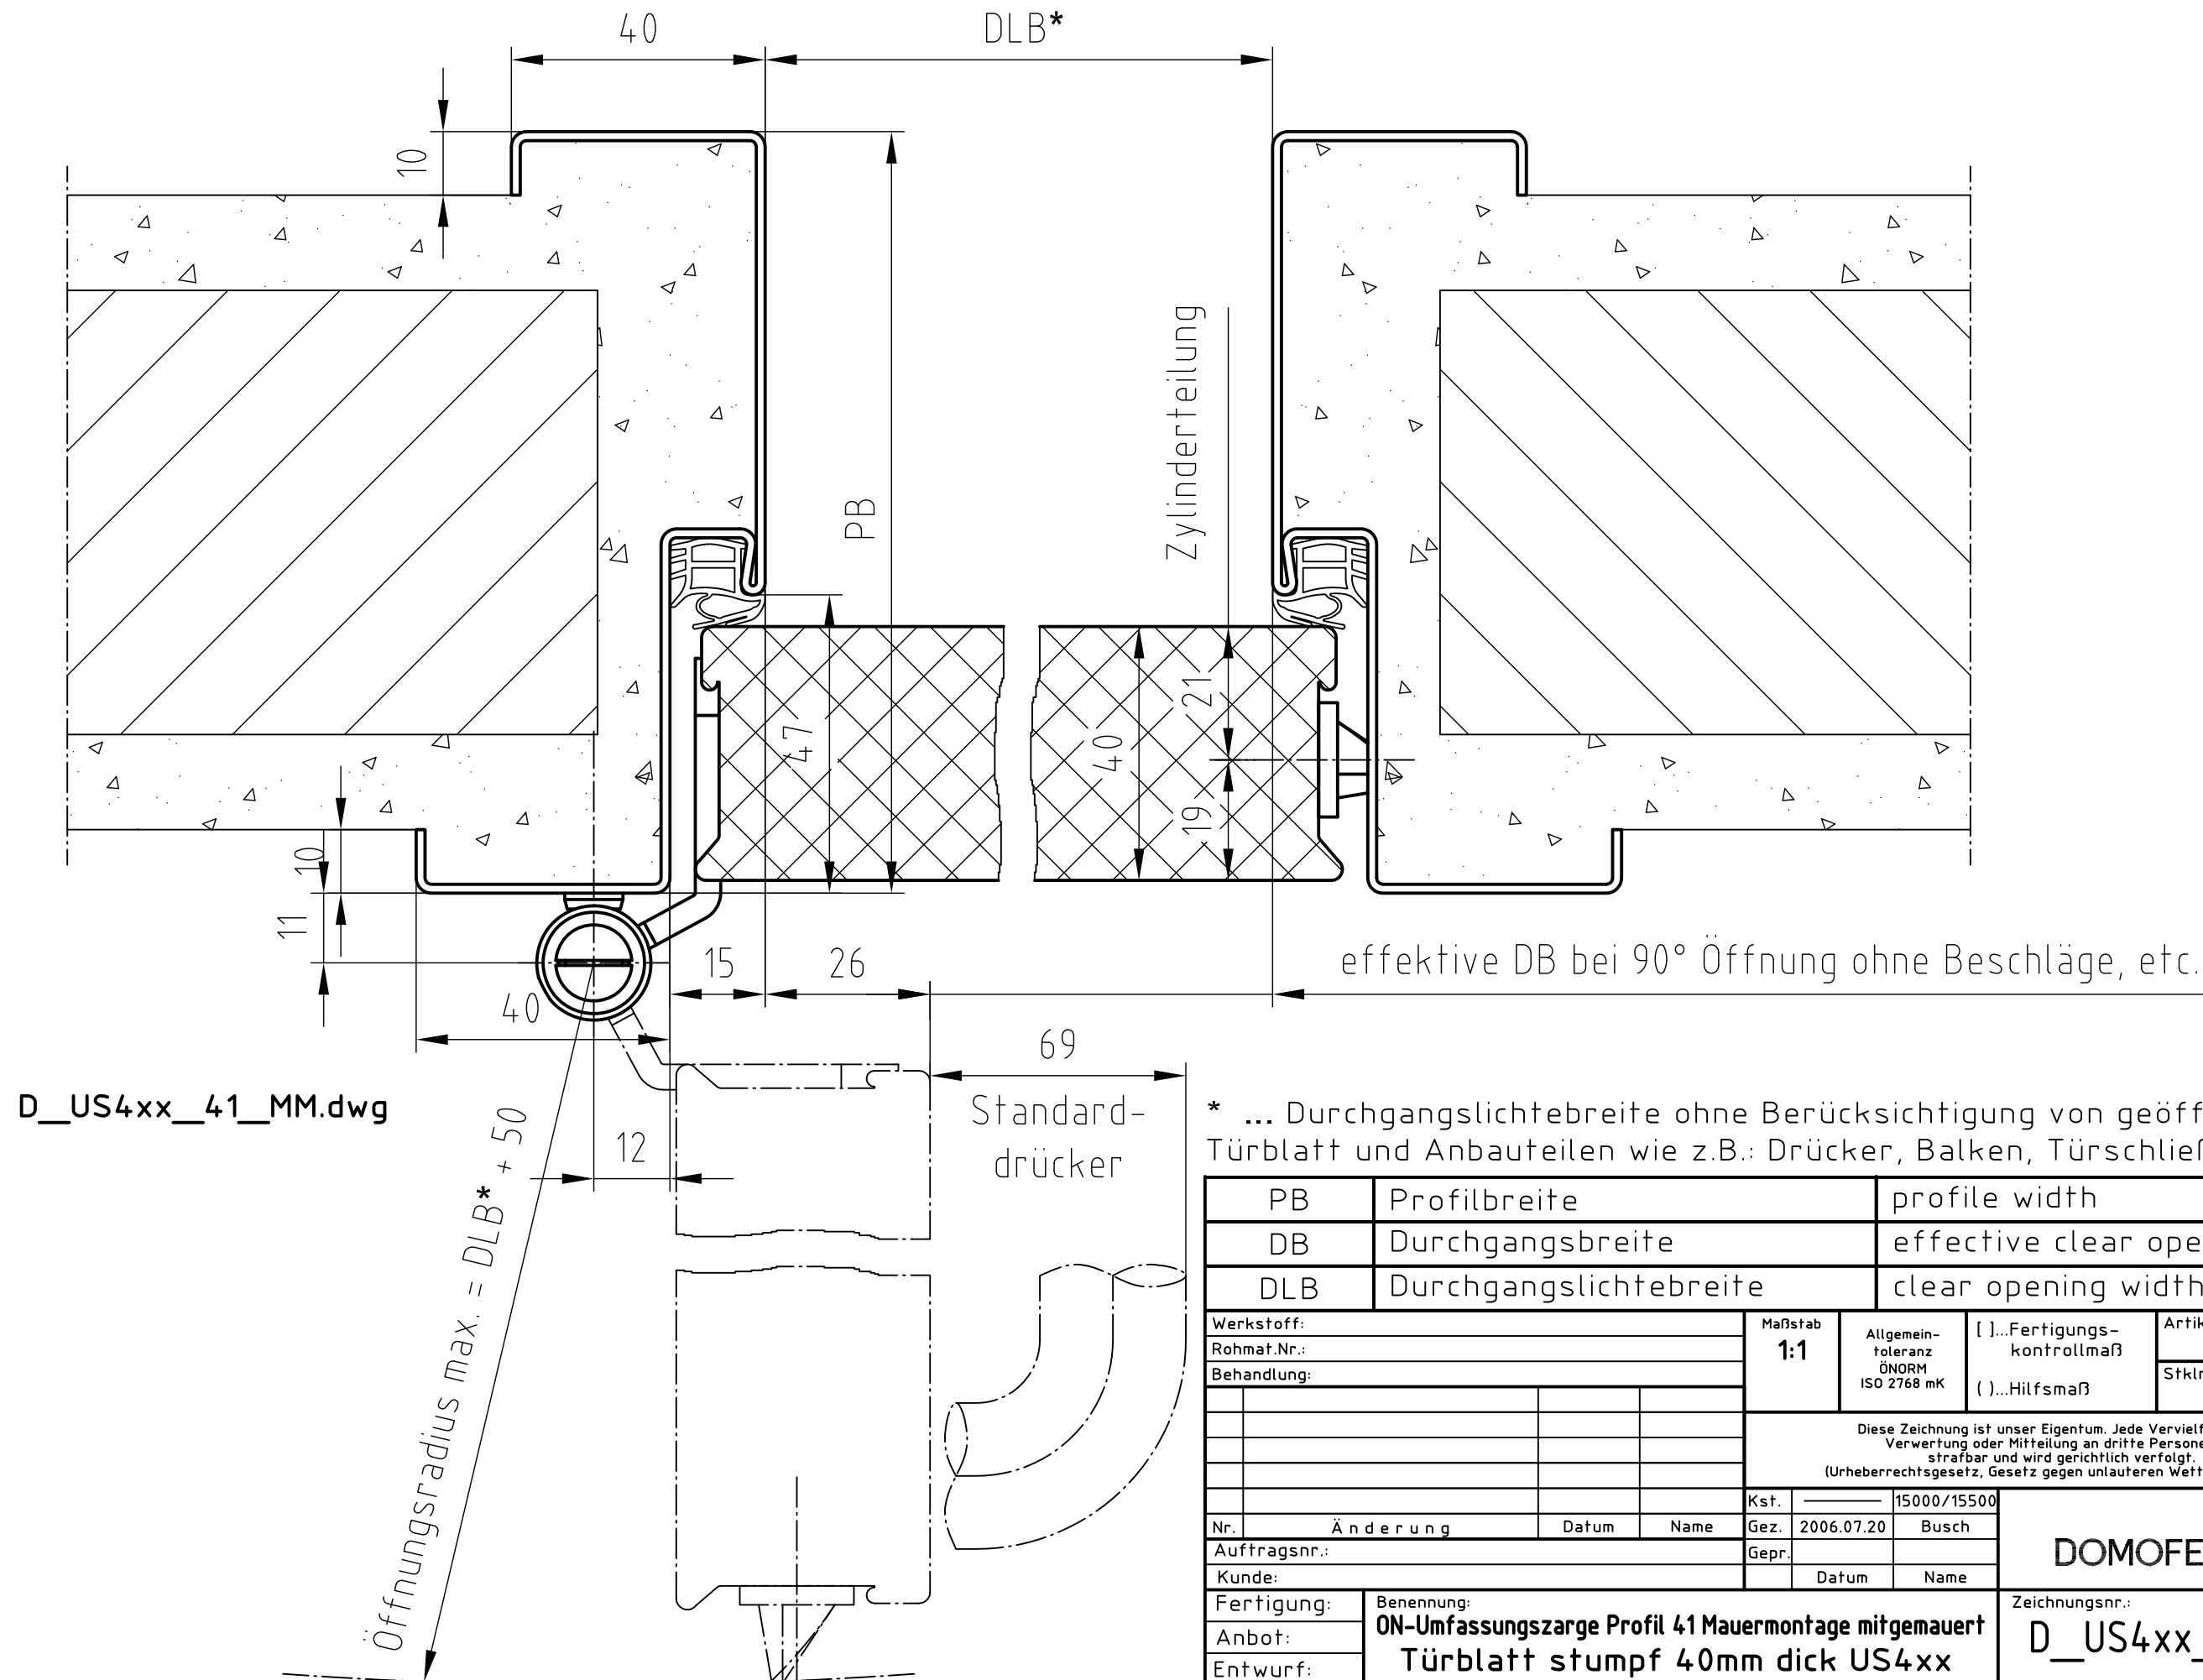 40
DLB*
10
PB
Zylinderteilung
47
40
21
19
10
11
15
26
effektive DB bei 90° Öffnung ohne Beschläge, etc.
40
69
Standard-
drücker
12
D__US4xx__41__MM.dwg
Öffnungsradius max. = DLB* + 50
* ... Durchgangslichtebreite ohne Berücksichtigung von geöff
Türblatt und Anbauteilen wie z.B.: Drücker, Balken, Türschließ
PB Profilbreite profile width
DB Durchgangsbreite effective clear ope
DLB Durchgangslichtebreite clear opening width
Werkstoff:
Rohmat.Nr.:
Behandlung:
Maßstab
1:1
Allgemein-
toleranz
ÖNORM
ISO 2768 mK
[ ]...Fertigungs-
kontrollmaß
( )...Hilfsmaß
Artik
Stkln
Diese Zeichnung ist unser Eigentum. Jede Vervielf
Verwertung oder Mitteilung an dritte Persone
strafbar und wird gerichtlich verfolgt.
(Urheberrechtsgesetz, Gesetz gegen unlauteren Wett
Kst. 15000/15500
Nr. Änderung Datum Name Gez. 2006.07.20 Busch
Auftragsnr.: Gepr.
Kunde: Datum Name
DOMOFE
Fertigung:
Anbot:
Entwurf:
Benennung:
ON-Umfassungszarge Profil 41 Mauermontage mitgemauert
Türblatt stumpf 40mm dick US4xx
Zeichnungsnr.:
D__US4xx_